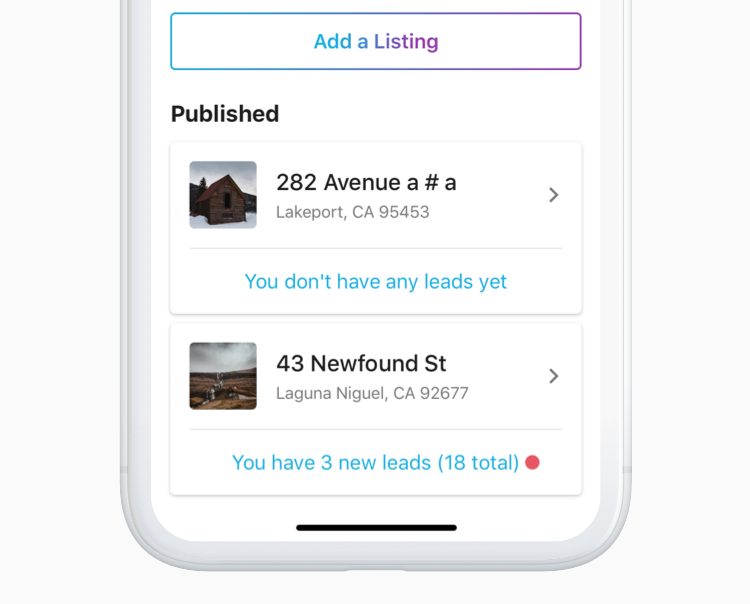 Add a Listing
Published
282 Avenue a # a
Lakeport, CA 95453
You don't have any leads yet
43 Newfound St
Laguna Niguel, CA 92677
You have 3 new leads (18 total)